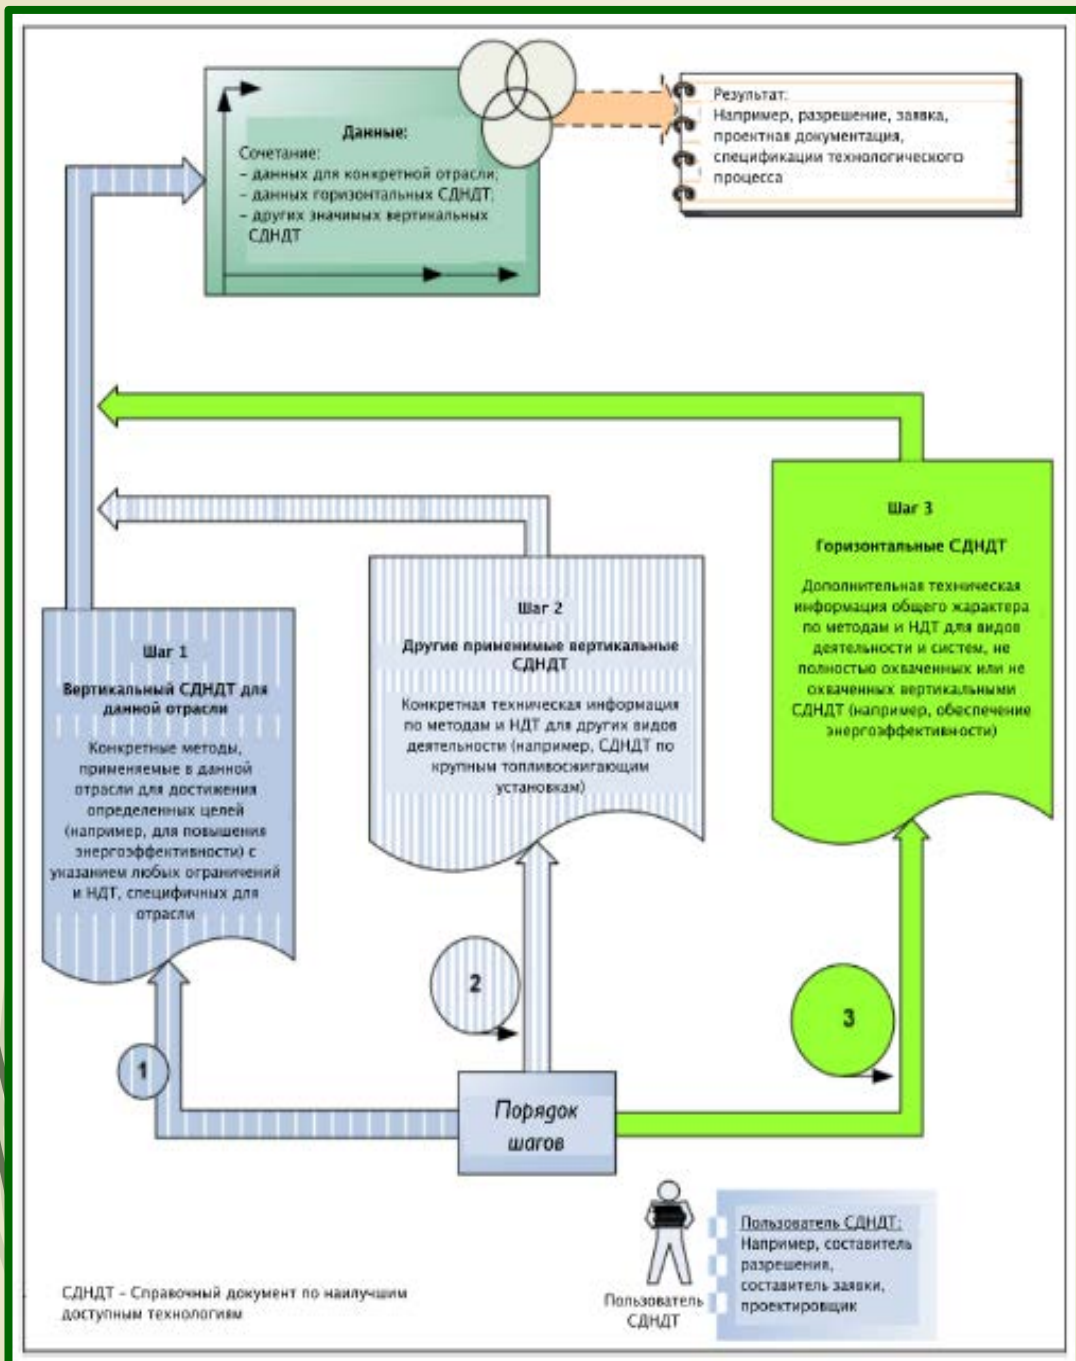 Данные:
Сочетание:
– данных для конкретной отрасли;
– данных горизонтальных СДНДТ;
– других значимых вертикальных
СДНДТ
Результат:
Например, разрешение, заявка,
проектная документация,
спецификации технологического
процесса
Шаг 1
Вертикальный СДНДТ для
данной отрасли
Конкретные методы,
применяемые в данной
отрасли для достижения
определенных целей
(например, для повышения
энергоэффективности) с
указанием любых ограничений
и НДТ, специфичных для
отрасли
Шаг 2
Другие применимые вертикальные
СДНДТ
Конкретная техническая информация
по методам и НДТ для других видов
деятельности (например, СДНДТ по
крупным топливосжигающим
установкам)
Шаг 3
Горизонтальные СДНДТ
Дополнительная техническая
информация общего жарактера
по методам и НДТ для видов
деятельности и систем, не
полностью охваченных или не
охваченных вертикальными
СДНДТ (например, обеспечение
энергоэффективности)
1
2
3
Порядок
шагов
Пользователь
СДНДТ
Пользователь СДНДТ:
Например, составитель
разрешения,
составитель заявки,
проектировщик
СДНДТ – Справочный документ по наилучшим
доступным технологиям